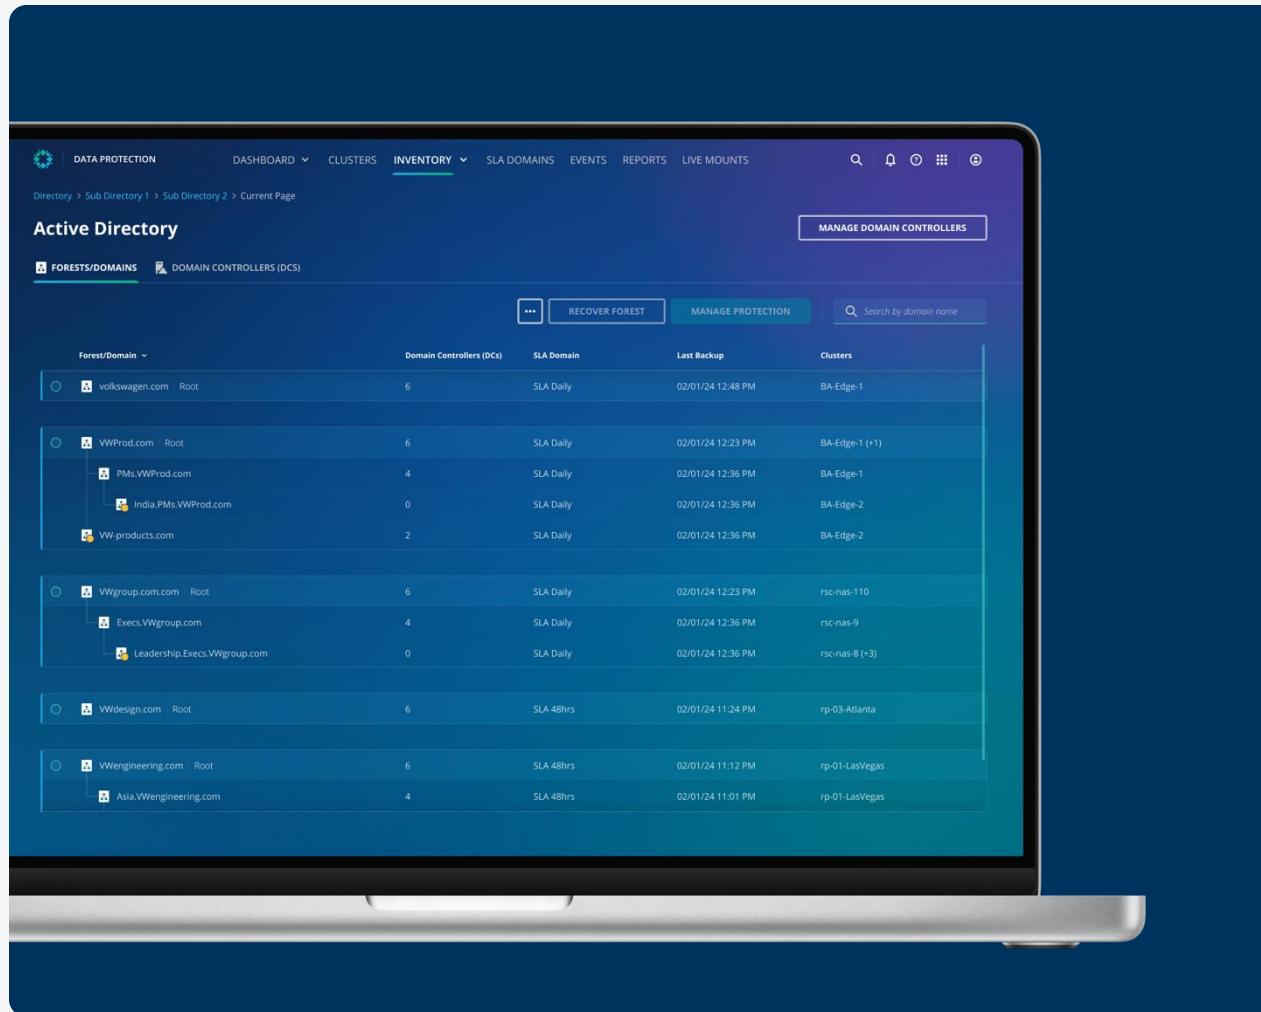 DATA PROTECTION DASHBOARD CLUSTERS INVENTORY SLA DOMAINS EVENTS REPORTS LIVE MOUNTS
Directory > Sub Directory 1 > Sub Directory 2 > Current Page
Active Directory
MANAGE DOMAIN CONTROLLERS
FORESTS/DOMAINS DOMAIN CONTROLLERS (DCS)
... RECOVER FOREST MANAGE PROTECTION Search by domain name
Forest/Domain Domain Controllers (DCs) SLA Domain Last Backup Clusters
volkswagen.com Root 6 SLA Daily 02/01/24 12:48 PM BA-Edge-1
VWProd.com Root 6 SLA Daily 02/01/24 12:23 PM BA-Edge-1 (+1)
PMs.VWProd.com 4 SLA Daily 02/01/24 12:36 PM BA-Edge-1
India.PMs.VWProd.com 0 SLA Daily 02/01/24 12:36 PM BA-Edge-2
VW-products.com 2 SLA Daily 02/01/24 12:36 PM BA-Edge-2
VWgroup.com.com Root 6 SLA Daily 02/01/24 12:23 PM rsc-nas-110
Execs.VWgroup.com 4 SLA Daily 02/01/24 12:36 PM rsc-nas-9
Leadership.Execs.VWgroup.com 0 SLA Daily 02/01/24 12:36 PM rsc-nas-8 (+3)
VWdesign.com Root 6 SLA 48hrs 02/01/24 11:24 PM rp-03-Atlanta
VWengineering.com Root 6 SLA 48hrs 02/01/24 11:12 PM rp-01-LasVegas
Asia.VWengineering.com 4 SLA 48hrs 02/01/24 11:01 PM rp-01-LasVegas